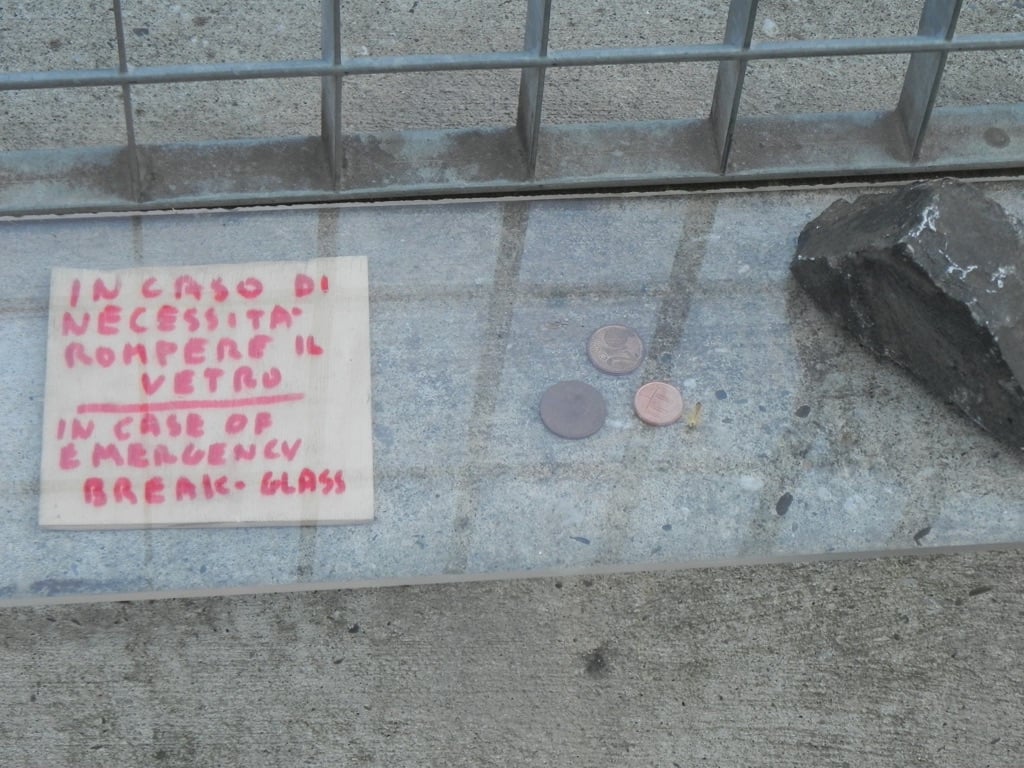 IN CASO DI
NECESSITA'
ROMPERE IL
VETRO
IN CASE OF
EMERGENCY
BREAK- GLASS